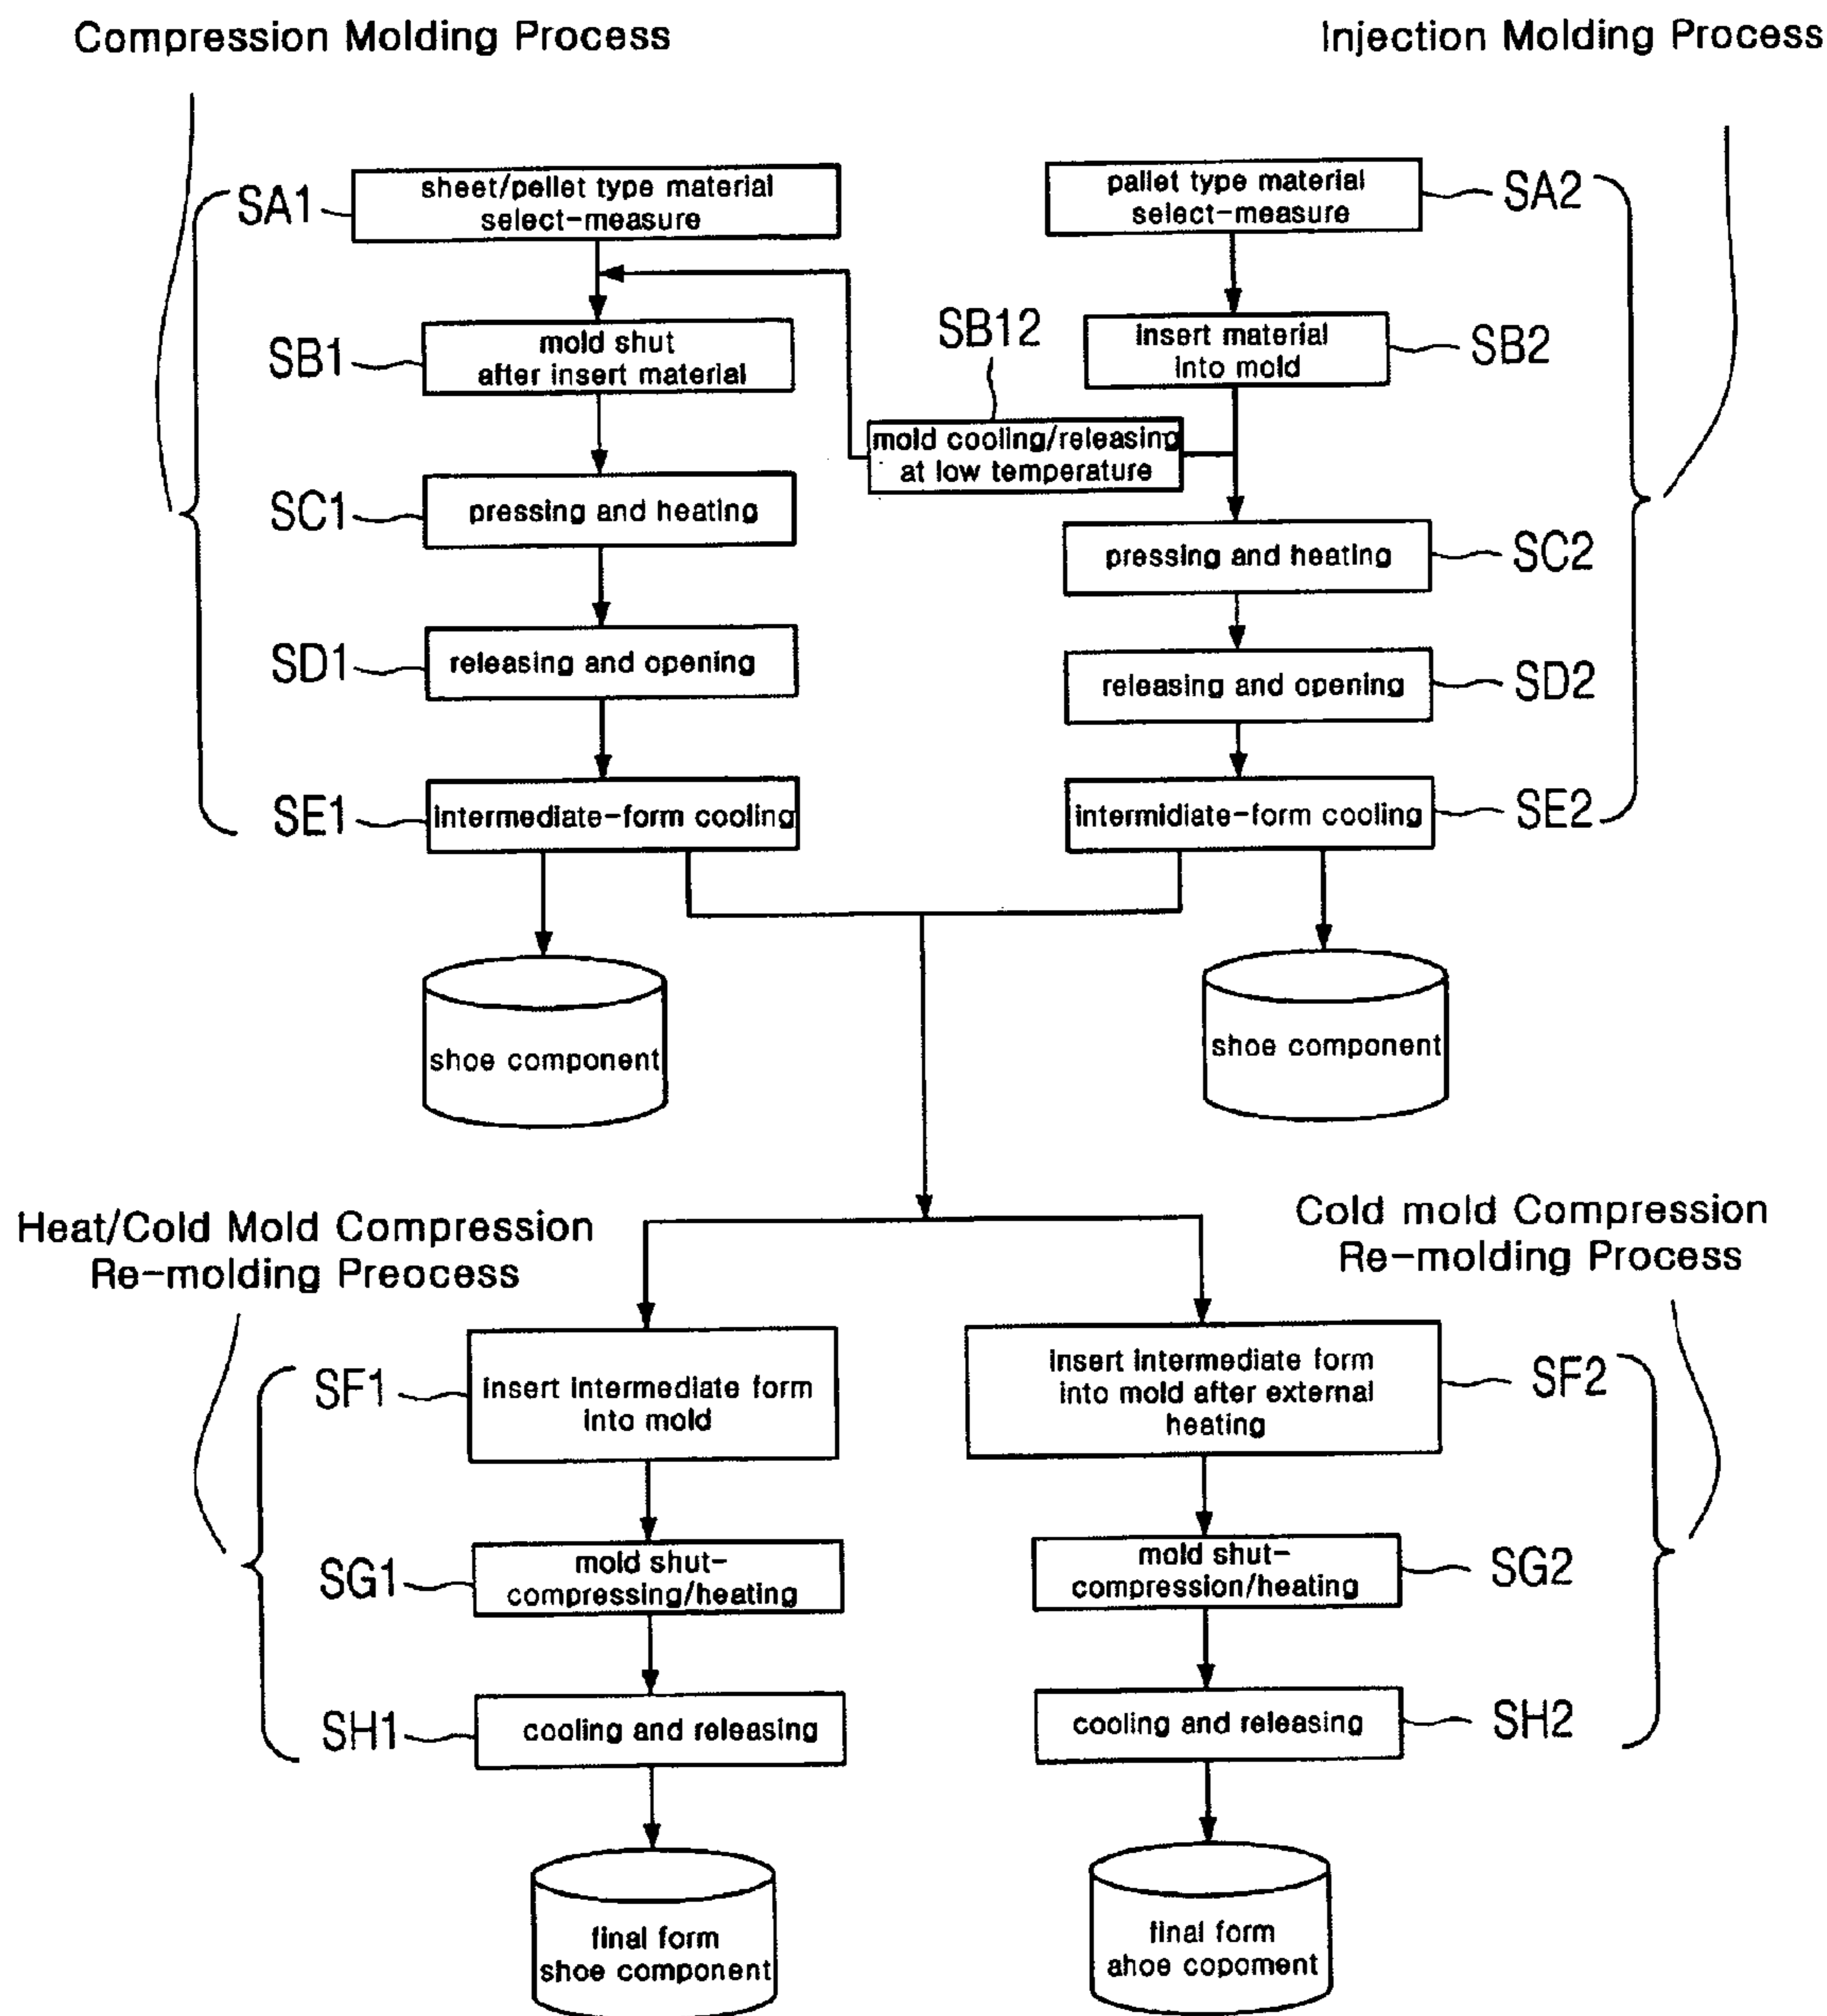 Compression Molding Process
Injection Molding Process
SA1
sheet/pellet type material
select-measure
pallet type material
select-measure
SA2
SB1
mold shut
after insert material
SB12
insert material
into mold
SB2
mold cooling/releasing
at low temperature
SC1
pressing and heating
pressing and heating
SC2
SD1
releasing and opening
releasing and opening
SD2
SE1
intermediate-form cooling
intermidiate-form cooling
SE2
shoe component
shoe component
Heat/Cold Mold Compression
Re-molding Preocess
Cold mold Compression
Re-molding Process
SF1
insert intermediate form
into mold
insert intermediate form
into mold after external
heating
SF2
SG1
mold shut-
compressing/heating
mold shut-
compression/heating
SG2
SH1
cooling and releasing
cooling and releasing
SH2
final form
shoe component
final form
ahoe copoment